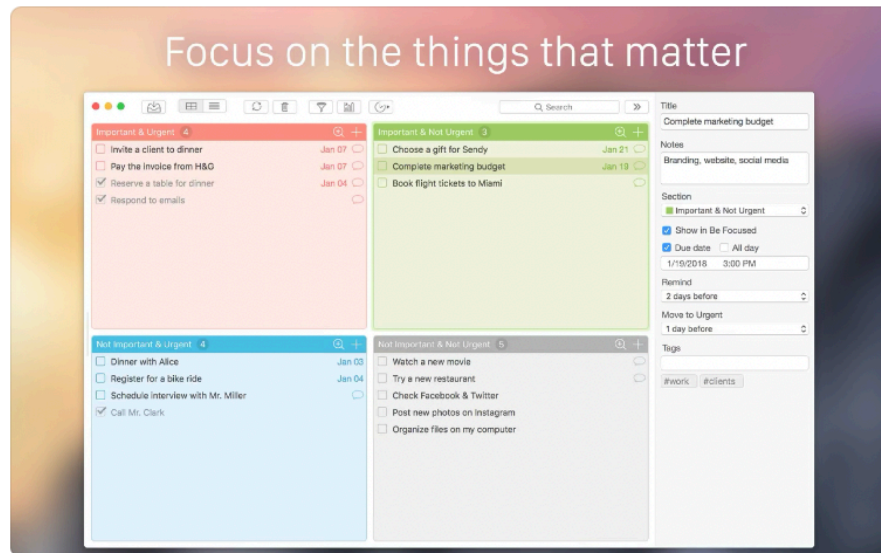 Focus on the things that matter
Search
Important & Urgent 4
Invite a client to dinner Jan 07
Pay the invoice from H&G Jan 07
Reserve a table for dinner Jan 04
Respond to emails
Important & Not Urgent 3
Choose a gift for Sendy Jan 21
Complete marketing budget Jan 19
Book flight tickets to Miami
Not Important & Urgent 4
Dinner with Alice Jan 03
Register for a bike ride Jan 04
Schedule interview with Mr. Miller
Call Mr. Clark
Not Important & Not Urgent 5
Watch a new movie
Try a new restaurant
Check Facebook & Twitter
Post new photos on Instagram
Organize files on my computer
Title
Complete marketing budget
Notes
Branding, website, social media
Section
Important & Not Urgent
Show in Be Focused
Due date All day
1/19/2018 3:00 PM
Remind
2 days before
Move to Urgent
1 day before
Tags
#work #clients